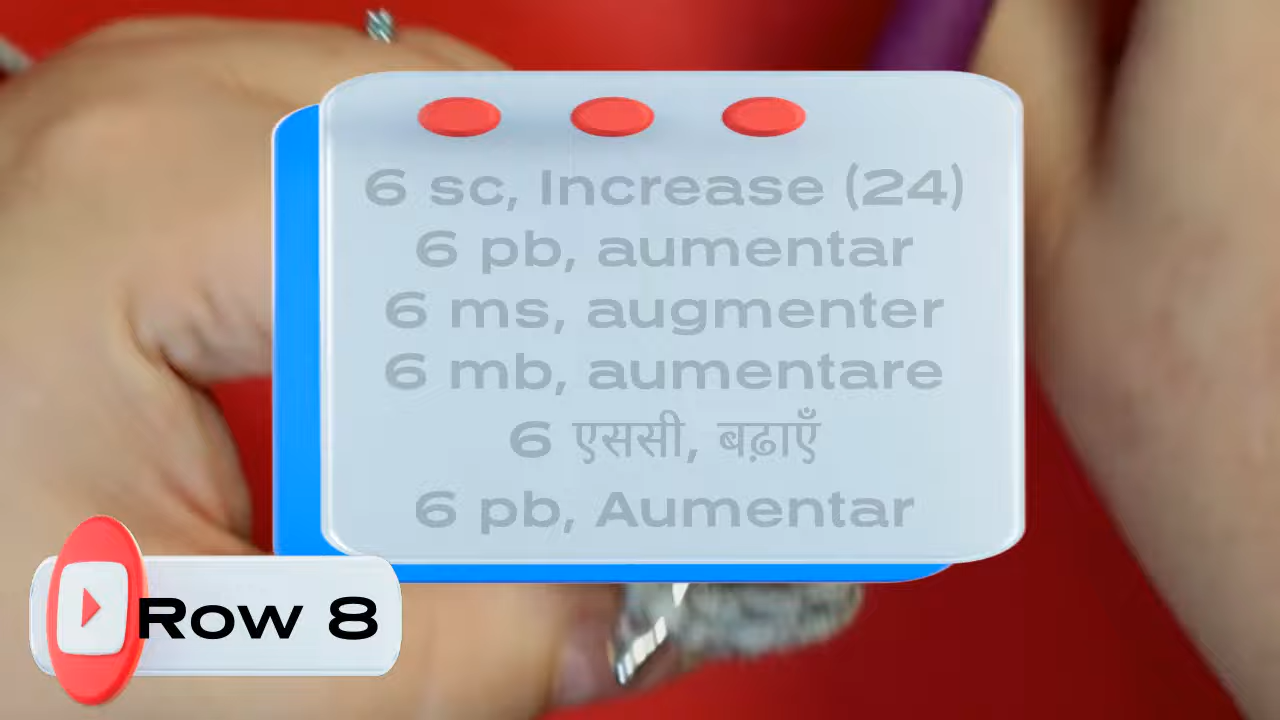 6 sc, Increase (24)
6 pb, aumentar
6 ms, augmenter
6 mb, aumentare
6 एससी, बढ़ाएँ
6 pb, Aumentar
Row 8